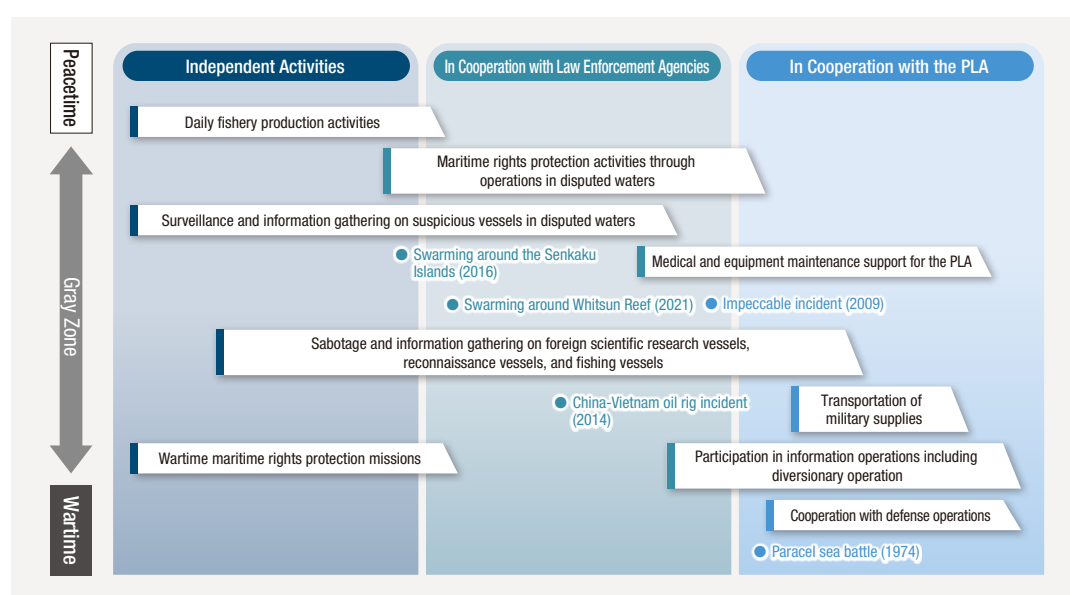 Peacetime
Gray Zone
Wartime
Independent Activities
In Cooperation with Law Enforcement Agencies
In Cooperation with the PLA
Daily fishery production activities
Maritime rights protection activities through
operations in disputed waters
Surveillance and information gathering on suspicious vessels in disputed waters
Swarming around the Senkaku
Islands (2016)
Medical and equipment maintenance support for the PLA
Swarming around Whitsun Reef (2021)
Impeccable incident (2009)
Sabotage and information gathering on foreign scientific research vessels,
reconnaissance vessels, and fishing vessels
China-Vietnam oil rig incident
(2014)
Transportation of
military supplies
Wartime maritime rights protection missions
Participation in information operations including
diversionary operation
Cooperation with defense operations
Paracel sea battle (1974)